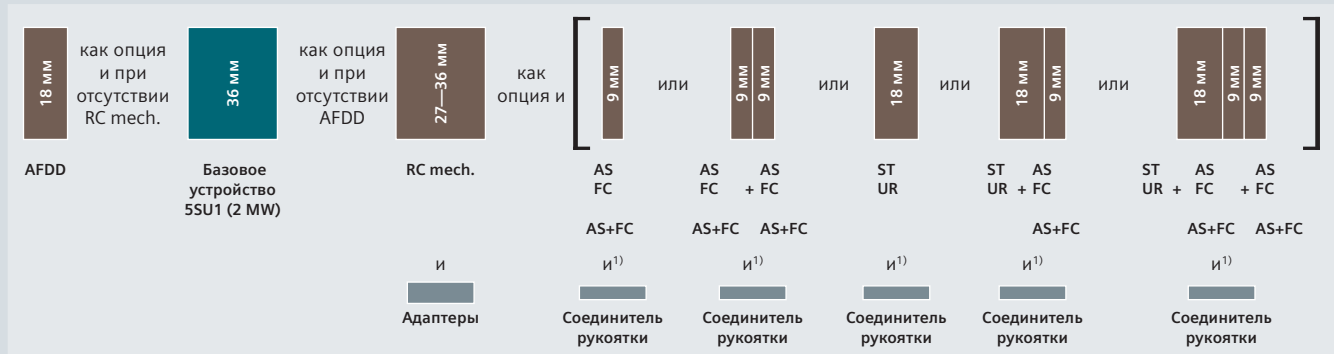 18 мм
как опция
и при
отсутствии
RC mech.
36 мм
как опция
и при
отсутствии
AFDD
27—36 мм
как
опция и
9 мм
или
9 мм
9 мм
или
18 мм
или
18 мм
9 мм
или
18 мм
9 мм
9 мм
AFDD
Базовое
устройство
5SU1 (2 MW)
RC mech.
AS
FC
AS AS
FC + FC
ST
UR
ST AS
UR + FC
ST AS AS
UR + FC + FC
AS+FC
AS+FC AS+FC
AS+FC
AS+FC AS+FC
и
и1)
и1)
и1)
и1)
и1)
Адаптеры
Соединитель
рукоятки
Соединитель
рукоятки
Соединитель
рукоятки
Соединитель
рукоятки
Соединитель
рукоятки